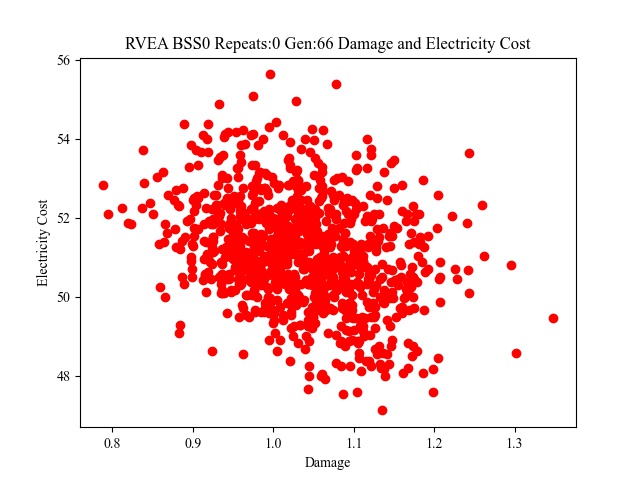 RVEA BSS0 Repeats:0 Gen:66 Damage and Electricity Cost
56
54
52
50
48
Electricity Cost
0.8 0.9 1.0 1.1 1.2 1.3
Damage